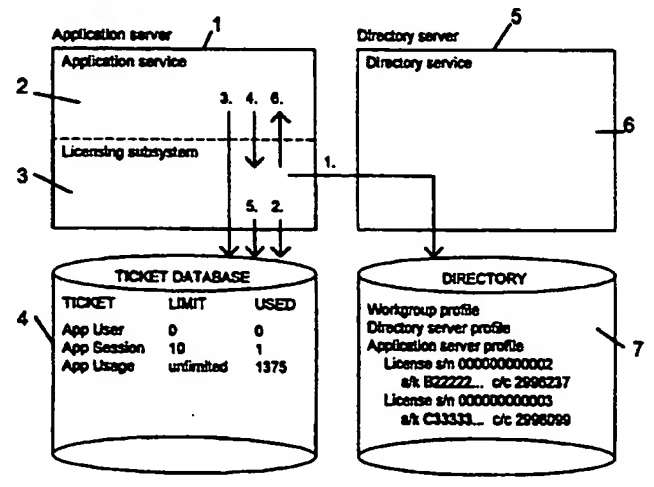 1
5
Application server
Directory server
Application service
Directory service
2
3. 4. 6.
6
Licensing subsystem
1.
3
5. 2.
TICKET DATABASE
DIRECTORY
4
TICKET LIMIT USED
App User 0 0
App Session 10 1
App Usage unlimited 1375
Workgroup profile
Directory server profile
Application server profile
7
License s/n 000000000002
a/k B22222... c/c 2996237
License s/n 000000000003
a/k C33333... c/c 2996099